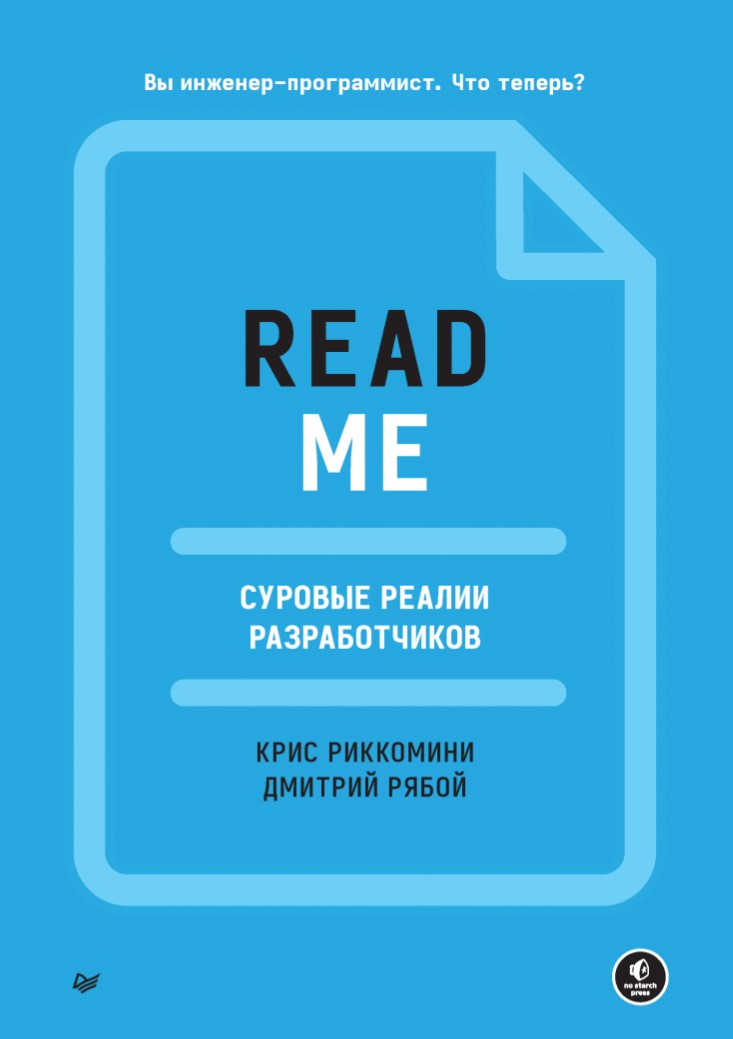 Вы инженер-программист. Что теперь?
READ
ME
СУРОВЫЕ РЕАЛИИ
РАЗРАБОТЧИКОВ
КРИС РИККОМИНИ
ДМИТРИЙ РЯБОЙ
no starch
press